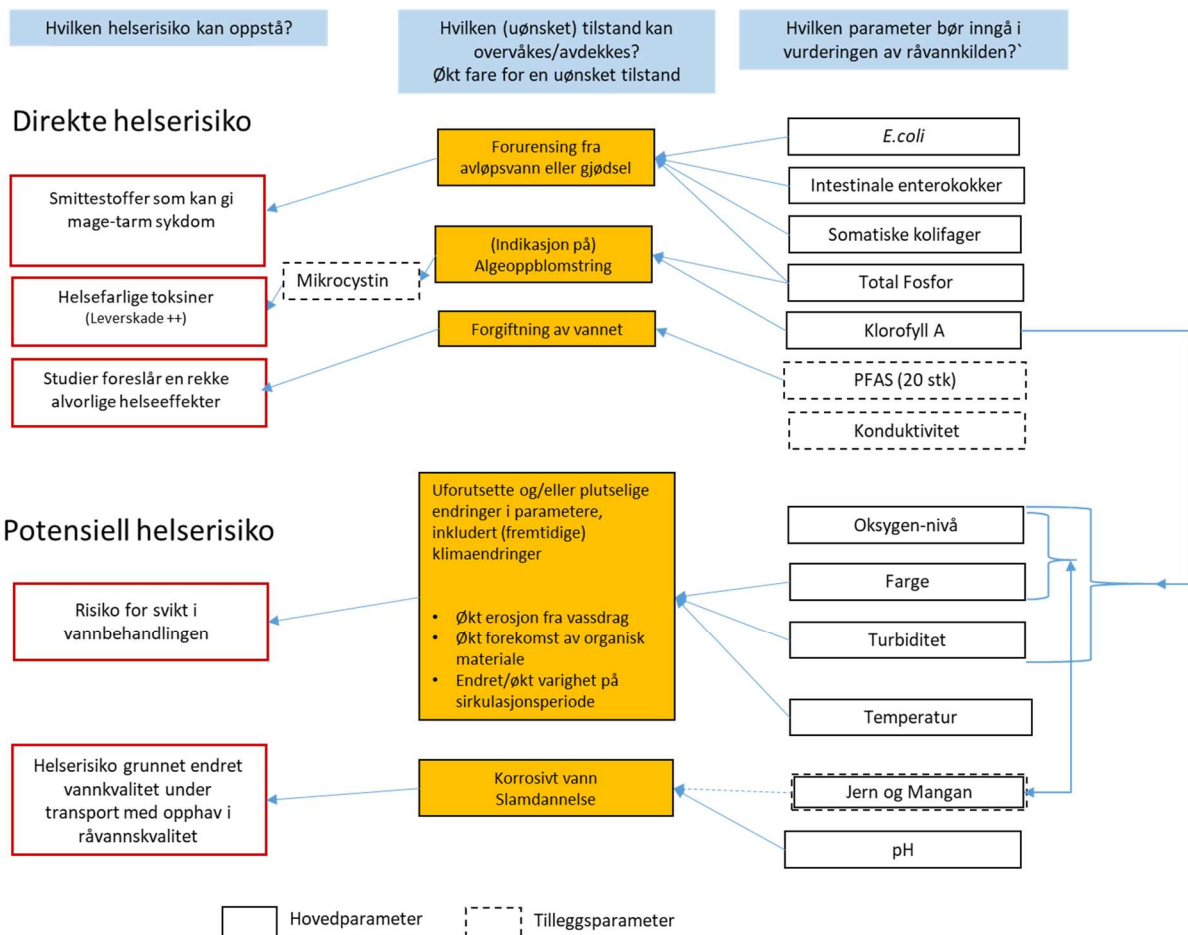 Hvilken helserisiko kan oppstå?
Hvilken (uønsket) tilstand kan
overvåkes/avdekkes?
Økt fare for en uønsket tilstand
Hvilken parameter bør inngå i
vurderingen av råvannkilden?`
Direkte helserisiko
Smittestoffer som kan gi
mage-tarm sykdom
Helsefarlige toksiner
(Leverskade ++)
Studier foreslår en rekke
alvorlige helseeffekter
Mikrocystin
Forurensing fra
avløpsvann eller gjødsel
(Indikasjon på)
Algeoppblomstring
Forgiftning av vannet
E.coli
Intestinale enterokokker
Somatiske kolifager
Total Fosfor
Klorofyll A
PFAS (20 stk)
Konduktivitet
Potensiell helserisiko
Risiko for svikt i
vannbehandlingen
Helserisiko grunnet endret
vannkvalitet under
transport med opphav i
råvannskvalitet
Uforutsette og/eller plutselige
endringer i parametere,
inkludert (fremtidige)
klimaendringer
• Økt erosjon fra vassdrag
• Økt forekomst av organisk
materiale
• Endret/økt varighet på
sirkulasjonsperiode
Korrosivt vann
Slamdannelse
Oksygen-nivå
Farge
Turbiditet
Temperatur
Jern og Mangan
pH
Hovedparameter
Tilleggsparameter